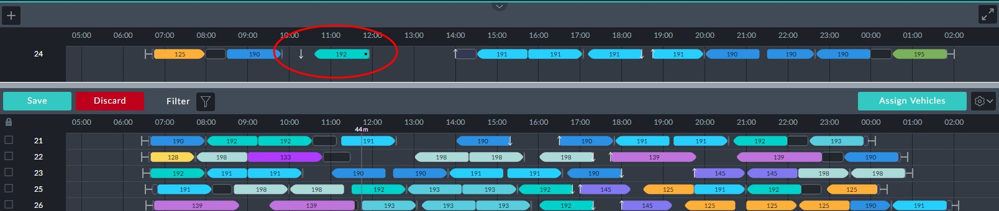 05:00 06:00 07:00 08:00 09:00 10:00 11:00 12:00 13:00 14:00 15:00 16:00 17:00 18:00 19:00 20:00 21:00 22:00 23:00 00:00 01:00 02:00
24 125 190 192 191 191 191 191 190 190 190 195
Save Discard Filter Assign Vehicles
05:00 06:00 07:00 08:00 09:00 10:00 11:00 12:00 13:00 14:00 15:00 16:00 17:00 18:00 19:00 20:00 21:00 22:00 23:00 00:00 01:00 02:00
44m
21 190 192 192 191 190 190 191 191 192 193
22 128 198 133 198 198 198 139 139 190
23 192 191 191 190 190 191 191 190 145 145 198 198
25 191 198 198 192 193 193 192 145 125 191 192 125
26 139 139 193 193 193 192 145 125 125 125 190 191